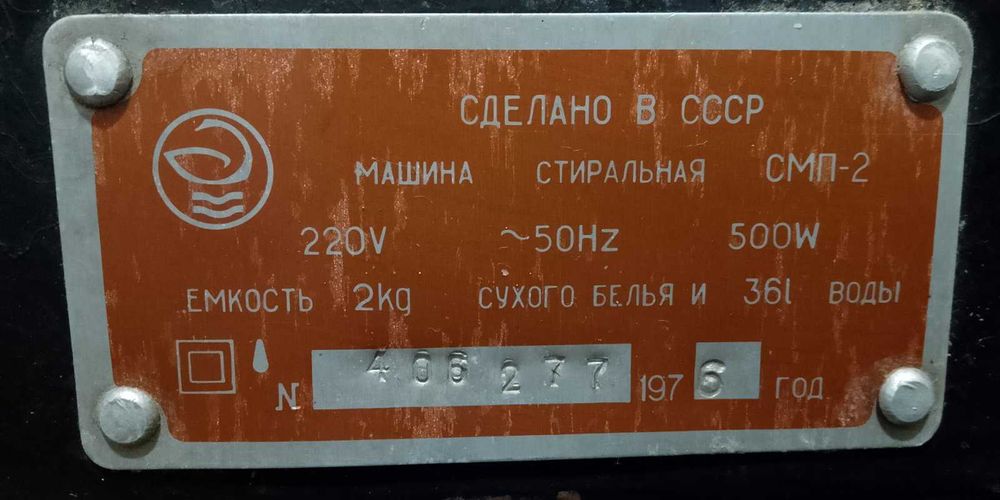 СДЕЛАНО В СССР
МАШИНА СТИРАЛЬНАЯ СМП-2
220V ~50Hz 500W
ЕМКОСТЬ 2kg СУХОГО БЕЛЬЯ И 36l ВОДЫ
N 406277 1976 ГОД